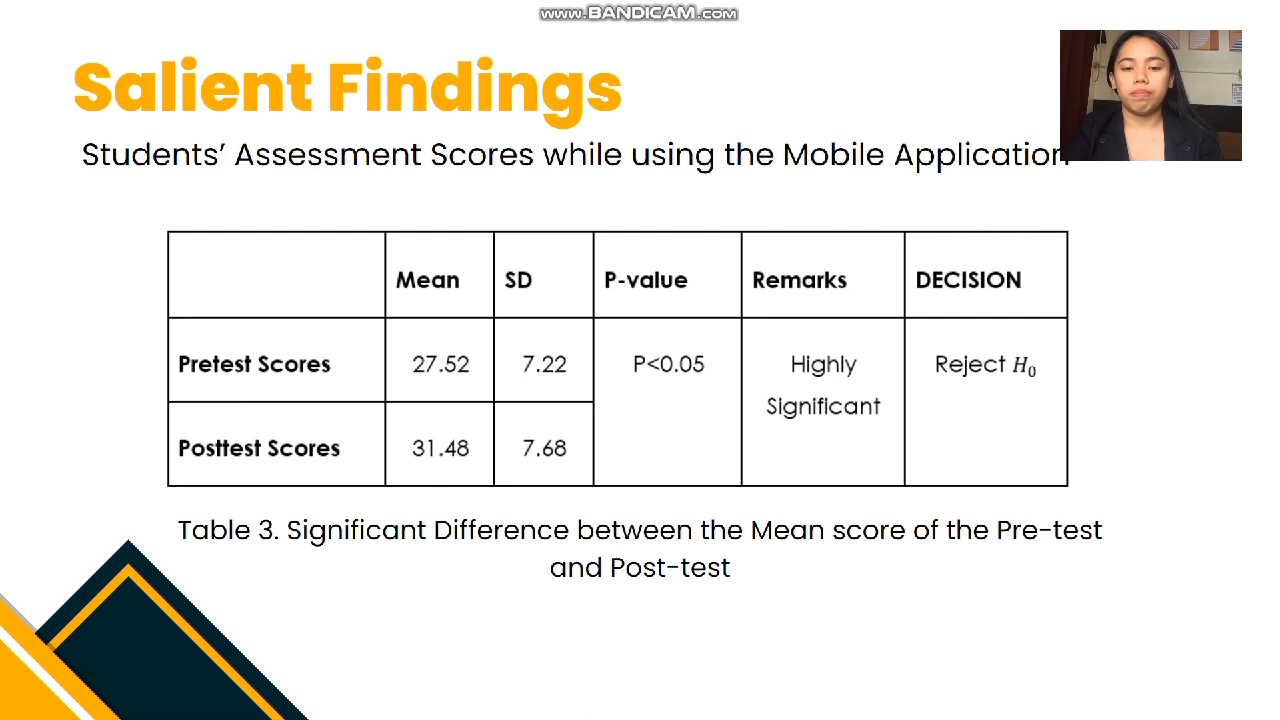 www.BANDICAM.com
Salient Findings
Students’ Assessment Scores while using the Mobile Application
Mean SD P-value Remarks DECISION
Pretest Scores 27.52 7.22 P<0.05 Highly Significant Reject H₀
Posttest Scores 31.48 7.68
Table 3. Significant Difference between the Mean score of the Pre-test
and Post-test